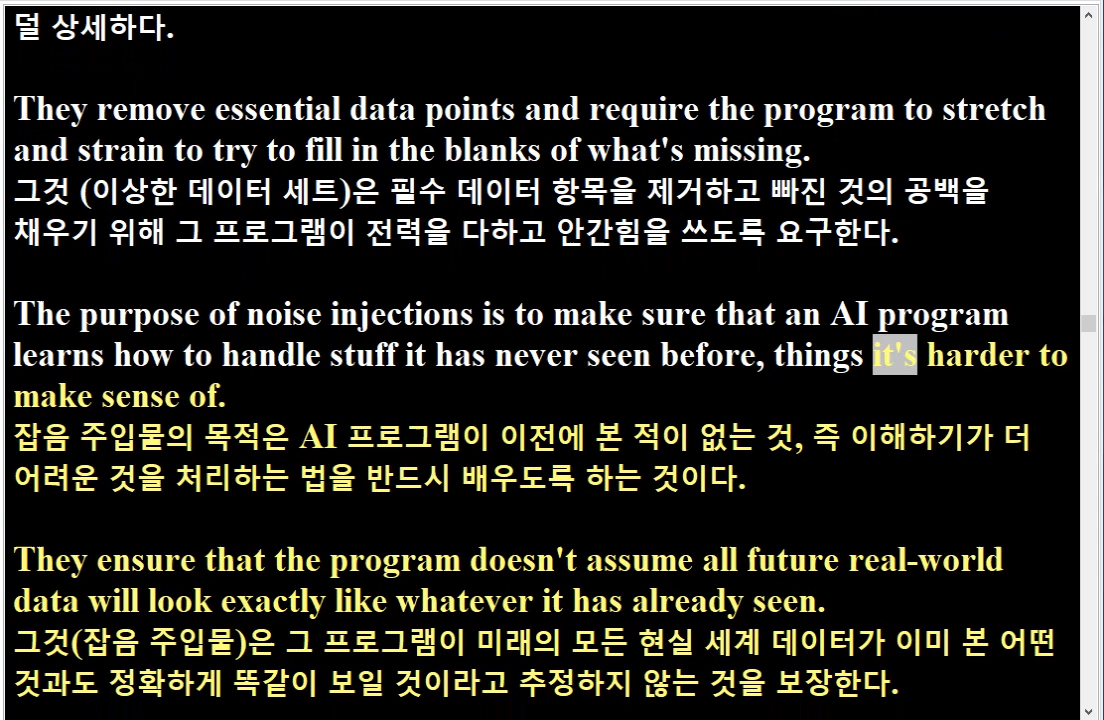 덜 상세하다.
They remove essential data points and require the program to stretch
and strain to try to fill in the blanks of what's missing.
그것 (이상한 데이터 세트)은 필수 데이터 항목을 제거하고 빠진 것의 공백을
채우기 위해 그 프로그램이 전력을 다하고 안간힘을 쓰도록 요구한다.
The purpose of noise injections is to make sure that an AI program
learns how to handle stuff it has never seen before, things it's harder to
make sense of.
잡음 주입물의 목적은 AI 프로그램이 이전에 본 적이 없는 것, 즉 이해하기가 더
어려운 것을 처리하는 법을 반드시 배우도록 하는 것이다.
They ensure that the program doesn't assume all future real-world
data will look exactly like whatever it has already seen.
그것(잡음 주입물)은 그 프로그램이 미래의 모든 현실 세계 데이터가 이미 본 어떤
것과도 정확하게 똑같이 보일 것이라고 추정하지 않는 것을 보장한다.